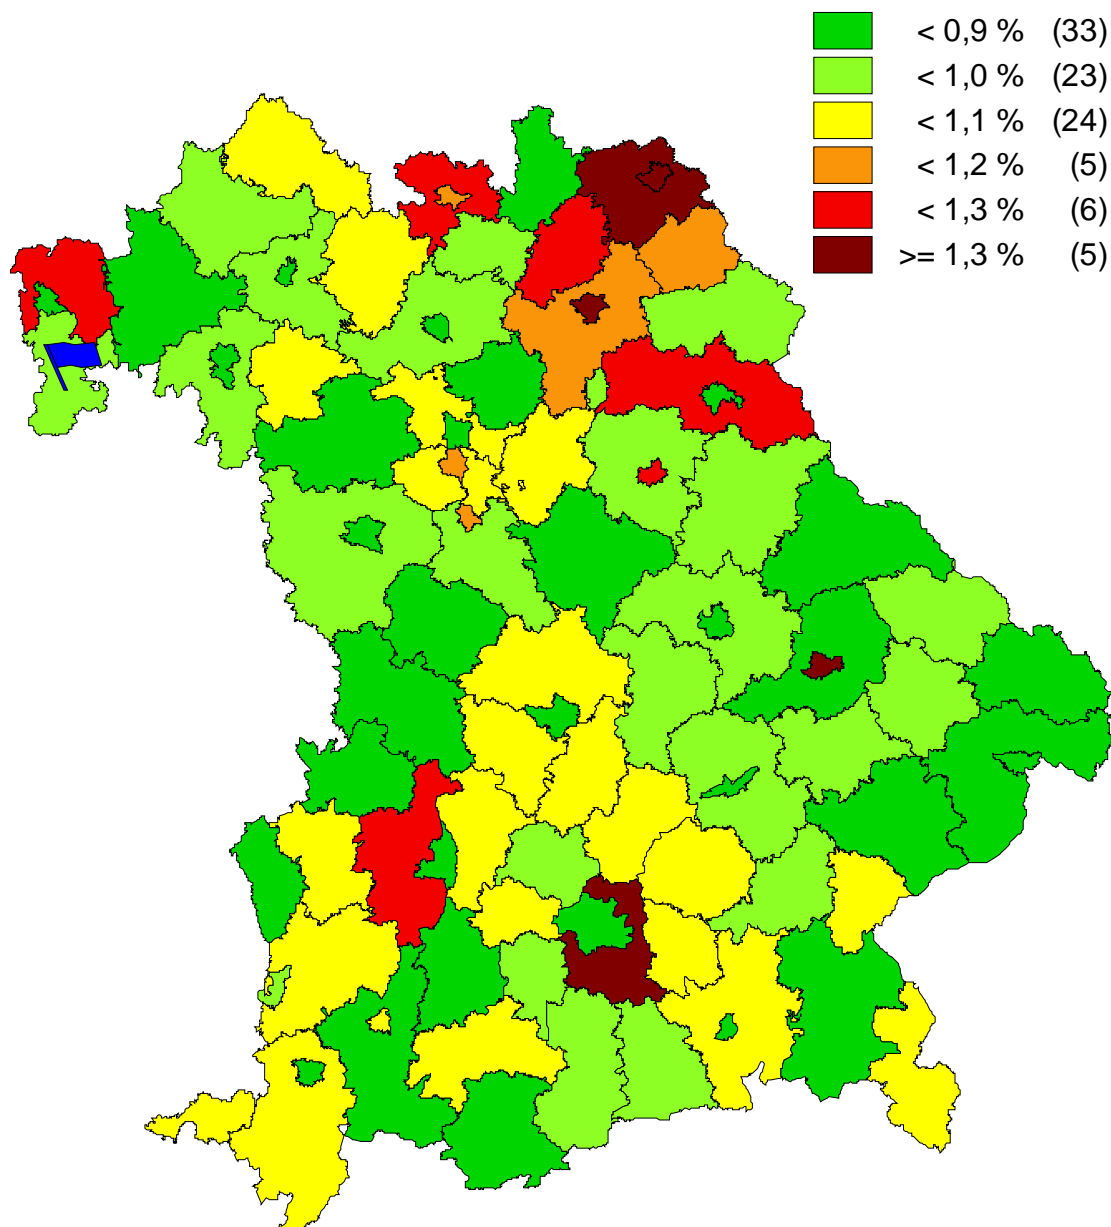 < 0,9 % (33)
< 1,0 % (23)
< 1,1 % (24)
< 1,2 % (5)
< 1,3 % (6)
>= 1,3 % (5)